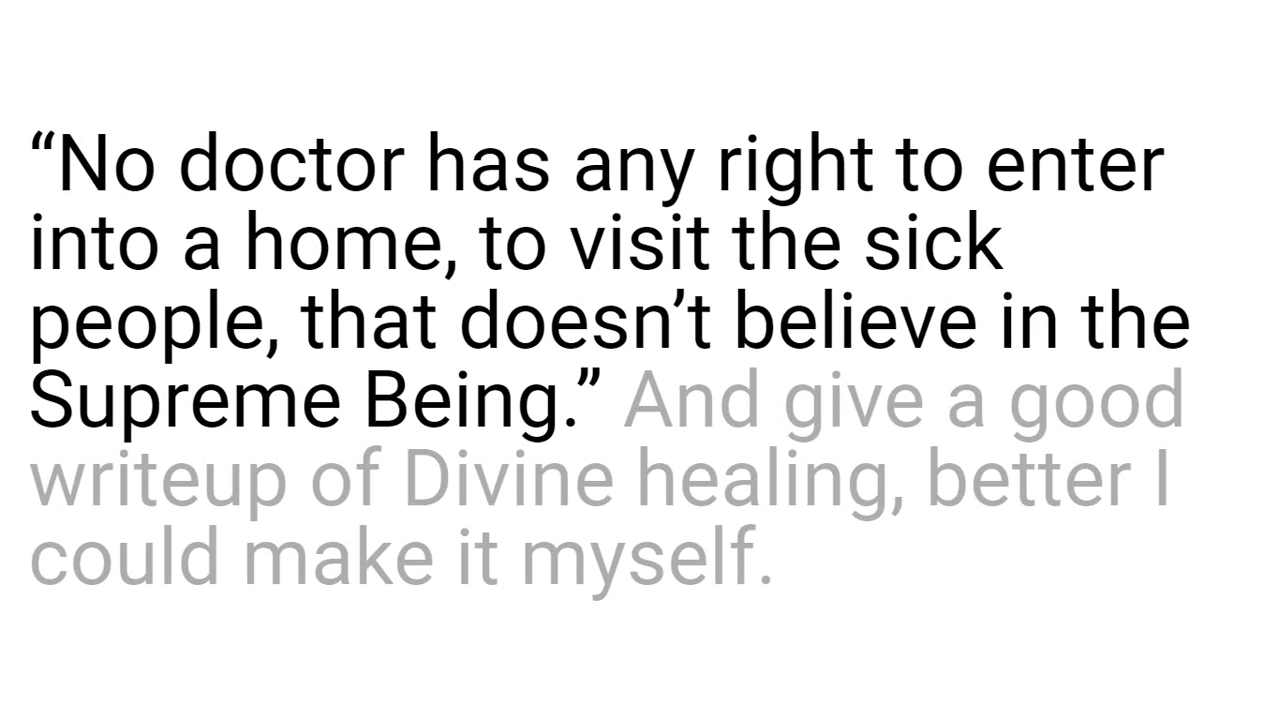 “No doctor has any right to enter
into a home, to visit the sick
people, that doesn’t believe in the
Supreme Being.” And give a good
writeup of Divine healing, better I
could make it myself.